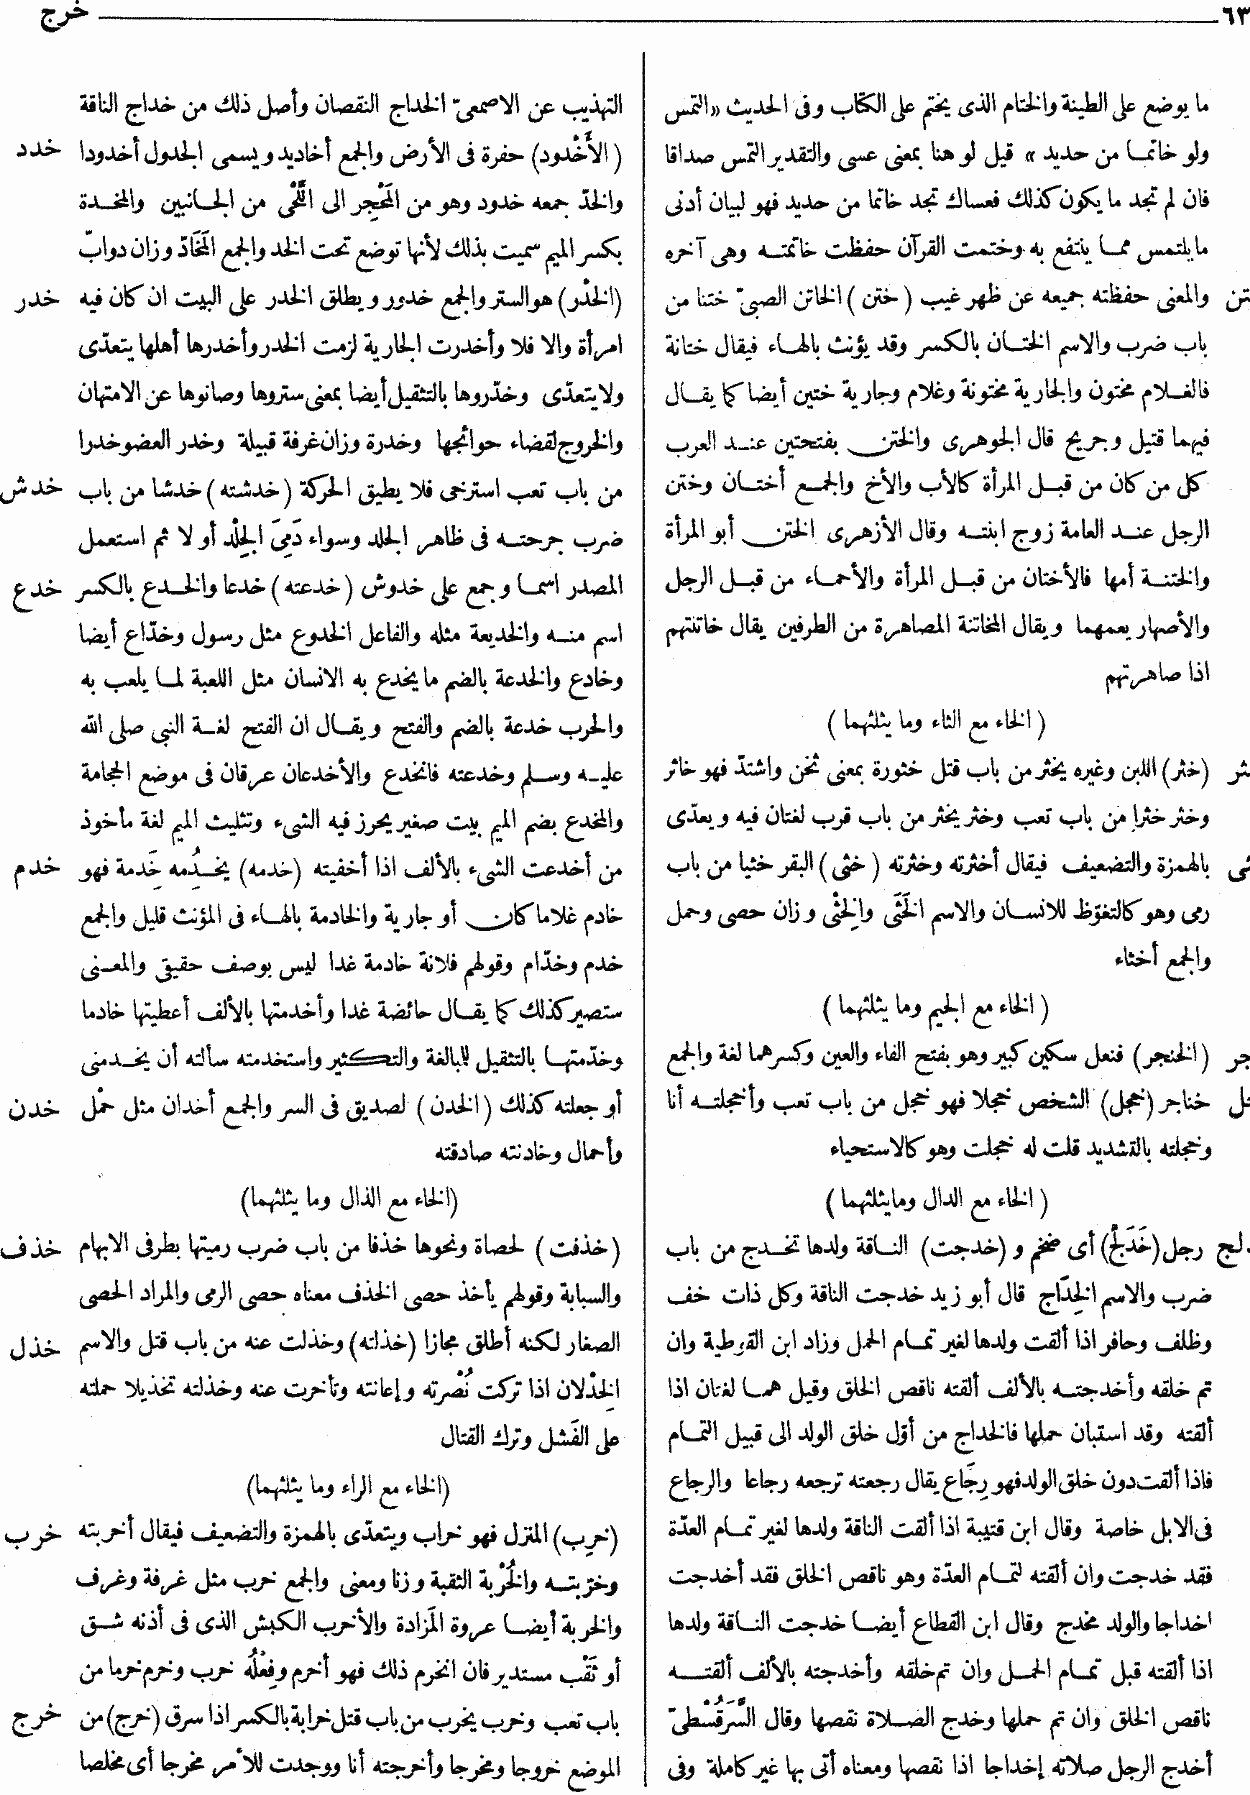 ٦٣
خرج
ما يوضع على الطينة والختام الذى يختم على الكتاب وفى الحديث «التمس
ولو خاتما من حديد» قيل لو هنا بمعنى عسى والتقدير التمس صداقا
فان لم تجد ما يكون كذلك فعساك تجد خاتما من حديد فهو لبيان أدنى
ما يلتمس مما ينتفع به وختمت القرآن حفظت خاتمته وهى آخره
والمعنى حفظته جميعه عن ظهر غيب (ختن) الخاتن الصبىّ ختنا من
باب ضرب والاسم الختان بالكسر وقد يؤنث بالهاء فيقال ختانة
فالغلام مختون والجارية مختونة وغلام وجارية ختين أيضا كما يقال
فيهما قتيل وجريح قال الجوهرى والختن بفتحتين عند العرب
كل من كان من قبل المرأة كالأب والأخ والجمع أختان وختن
الرجل عند العامة زوج ابنته وقال الأزهرى الختن أبو المرأة
والختنة أمها فالأختان من قبل المرأة والأحماء من قبل الرجل
والأصهار يعمهما ويقال المخاتنة المصاهرة من الطرفين يقال خاتنتهم
اذا صاهرتهم
(الخاء مع الثاء وما يثلثهما)
(خثر) اللبن وغيره يخثر من باب قتل خثورة بمعنى ثخن واشتدّ فهو خاثر
وخثر خثرا من باب تعب وخثر يخثر من باب قرب لغتان فيه ويعدّى
بالهمزة والتضعيف فيقال أخثرته وخثرته (خثى) البقر خثيا من باب
رمى وهو كالتغوّط للانسان والاسم الخَثَى والخِثْى وزان حصى وحمل
والجمع أخثاء
(الخاء مع الجيم وما يثلثهما)
(الخنجر) فنعل سكين كبير وهو بفتح الفاء والعين وكسرهما لغة والجمع
خناجر (خجل) الشخص خجلا فهو خجل من باب تعب وأخجلته أنا
وخجلته بالتشديد قلت له خجلت وهو كالاستحياء
(الخاء مع الدال وما يثلثهما)
رجل (خَدَلَّج) أى ضخم و (خدجت) الناقة ولدها تخدج من باب
ضرب والاسم الخِدَاج قال أبو زيد خدجت الناقة وكل ذات خف
وظلف وحافر اذا ألقت ولدها لغير تمام الحمل وزاد ابن القوطية وان
تم خلقه وأخدجته بالألف ألقته ناقص الخلق وقيل هما لغتان اذا
ألقته وقد استبان حملها فالخداج من أوّل خلق الولد الى قبيل التمام
فاذا ألقت دون خلق الولد فهو رِجَاع يقال رجعته ترجعه رجاعا والرجاع
فى الابل خاصة وقال ابن قتيبة اذا ألقت الناقة ولدها لغير تمام العدّة
فقد خدجت وان ألقته لتمام العدّة وهو ناقص الخلق فقد أخدجت
اخداجا والولد مخدج وقال ابن القطاع أيضا خدجت الناقة ولدها
اذا ألقته قبل تمام الحمل وان تم خلقه وأخدجته بالألف ألقته
ناقص الخلق وان تم حملها وخدج الصلاة نقصها وقال السَّرَقُسْطىّ
أخدج الرجل صلاته إخداجا اذا نقصها ومعناه أتى بها غير كاملة وفى
التهذيب عن الاصمعىّ الخداج النقصان وأصل ذلك من خداج الناقة
خدد (الأُخْدود) حفرة فى الأرض والجمع أخاديد ويسمى الجدول أخدودا
والخدّ جمعه خدود وهو من المَحْجِر الى اللَّحْى من الجانبين والمخدة
بكسر الميم سميت بذلك لأنها توضع تحت الخد والجمع المَخَادّ وزان دوابّ
خدر (الخِدْر) هو الستر والجمع خدور ويطلق الخدر على البيت ان كان فيه
امرأة والا فلا وأخدرت الجارية لزمت الخدر وأخدرها أهلها يتعدّى
ولا يتعدّى وخدّروها بالتثقيل أيضا بمعنى ستروها وصانوها عن الامتهان
والخروج لقضاء حوائجها وخدرة وزان غرفة قبيلة وخدر العضو خدرا
خدش من باب تعب استرخى فلا يطيق الحركة (خدشته) خدشا من باب
ضرب جرحته فى ظاهر الجلد وسواء دَمِىَ الجِلْد أو لا ثم استعمل
خدع المصدر اسما وجمع على خدوش (خدعته) خدعا والخدع بالكسر
اسم منه والخديعة مثله والفاعل الخدوع مثل رسول وخدّاع أيضا
وخادع والخدعة بالضم ما يخدع به الانسان مثل اللعبة لما يلعب به
والحرب خدعة بالضم والفتح ويقال ان الفتح لغة النبى صلى الله
عليه وسلم وخدعته فانخدع والأخدعان عرقان فى موضع الحجامة
والمخدع بضم الميم بيت صغير يحرز فيه الشىء وتثليث الميم لغة مأخوذ
خدم من أخدعت الشىء بالألف اذا أخفيته (خدمه) يخدُِمه خِدمة فهو
خادم غلاما كان أو جارية والخادمة بالهاء فى المؤنث قليل والجمع
خدم وخدّام وقولهم فلانة خادمة غدا ليس بوصف حقيقى والمعنى
ستصير كذلك كما يقال حائضة غدا وأخدمتها بالألف أعطيتها خادما
وخدّمتها بالتثقيل للبالغة والتكثير واستخدمته سألته أن يخدمنى
خدن أو جعلته كذلك (الخدن) لصديق فى السر والجمع أخدان مثل حمْل
وأحمال وخادنته صادقته
(الخاء مع الذال وما يثلثهما)
خذف (خذفت) لحصاة ونحوها خذفا من باب ضرب رميتها بطرفى الابهام
والسبابة وقولهم يأخذ حصى الخذف معناه حصى الرمى والمراد الحصى
خذل الصغار لكنه أطلق مجازا (خذلته) وخذلت عنه من باب قتل والاسم
الخِذْلان اذا تركت نُصْرته وإعانته وتأخرت عنه وخذلته تخذيلا حملته
على الفَشَل وترك القتال
(الخاء مع الراء وما يثلثهما)
خرب (خرِب) المنزل فهو خراب ويتعدّى بالهمزة والتضعيف فيقال أخربته
وخرّبته والخُرْبة الثقبة وزنا ومعنى والجمع خرب مثل غرفة وغرف
والخربة أيضا عروة المَزادة والأخرب الكبش الذى فى أذنه شق
أو ثَقْب مستدير فان انخرم ذلك فهو أخرم وفِعْلُه خرب وخرم خرما من
خرج باب تعب وخرب يخرب من باب قتل خرابة بالكسر اذا سرق (خرج) من
الموضع خروجا ومخرجا وأخرجته أنا ووجدت للأمر مخرجا أى مخلصا